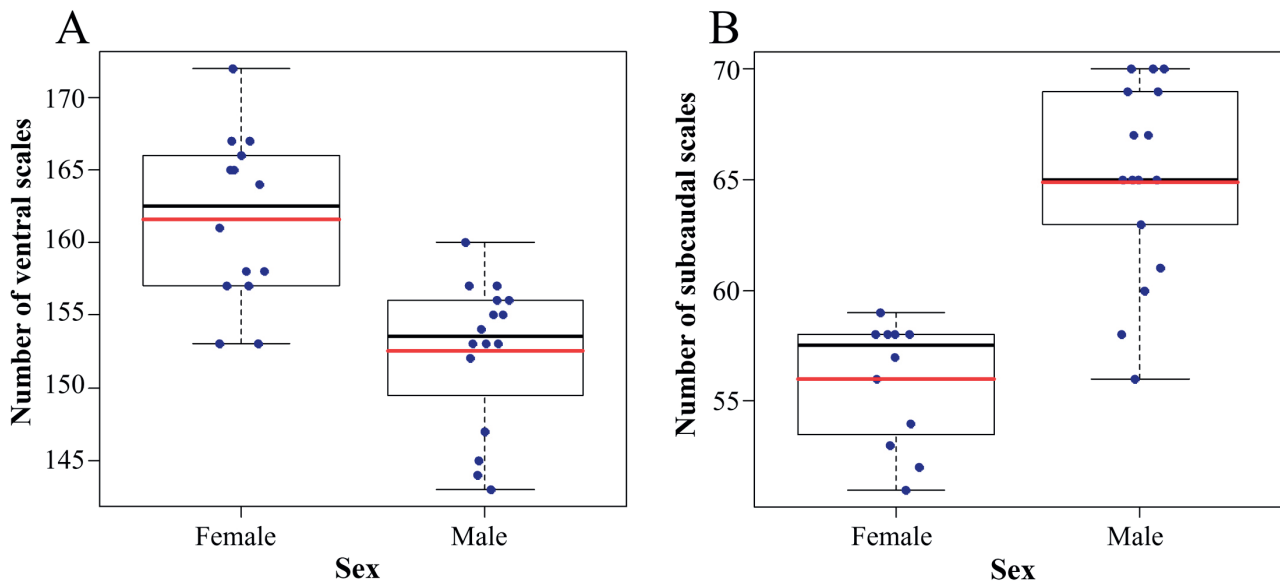 A
Number of ventral scales
170
165
160
155
150
145
Female
Male
Sex
B
Number of subcaudal scales
70
65
60
55
Female
Male
Sex